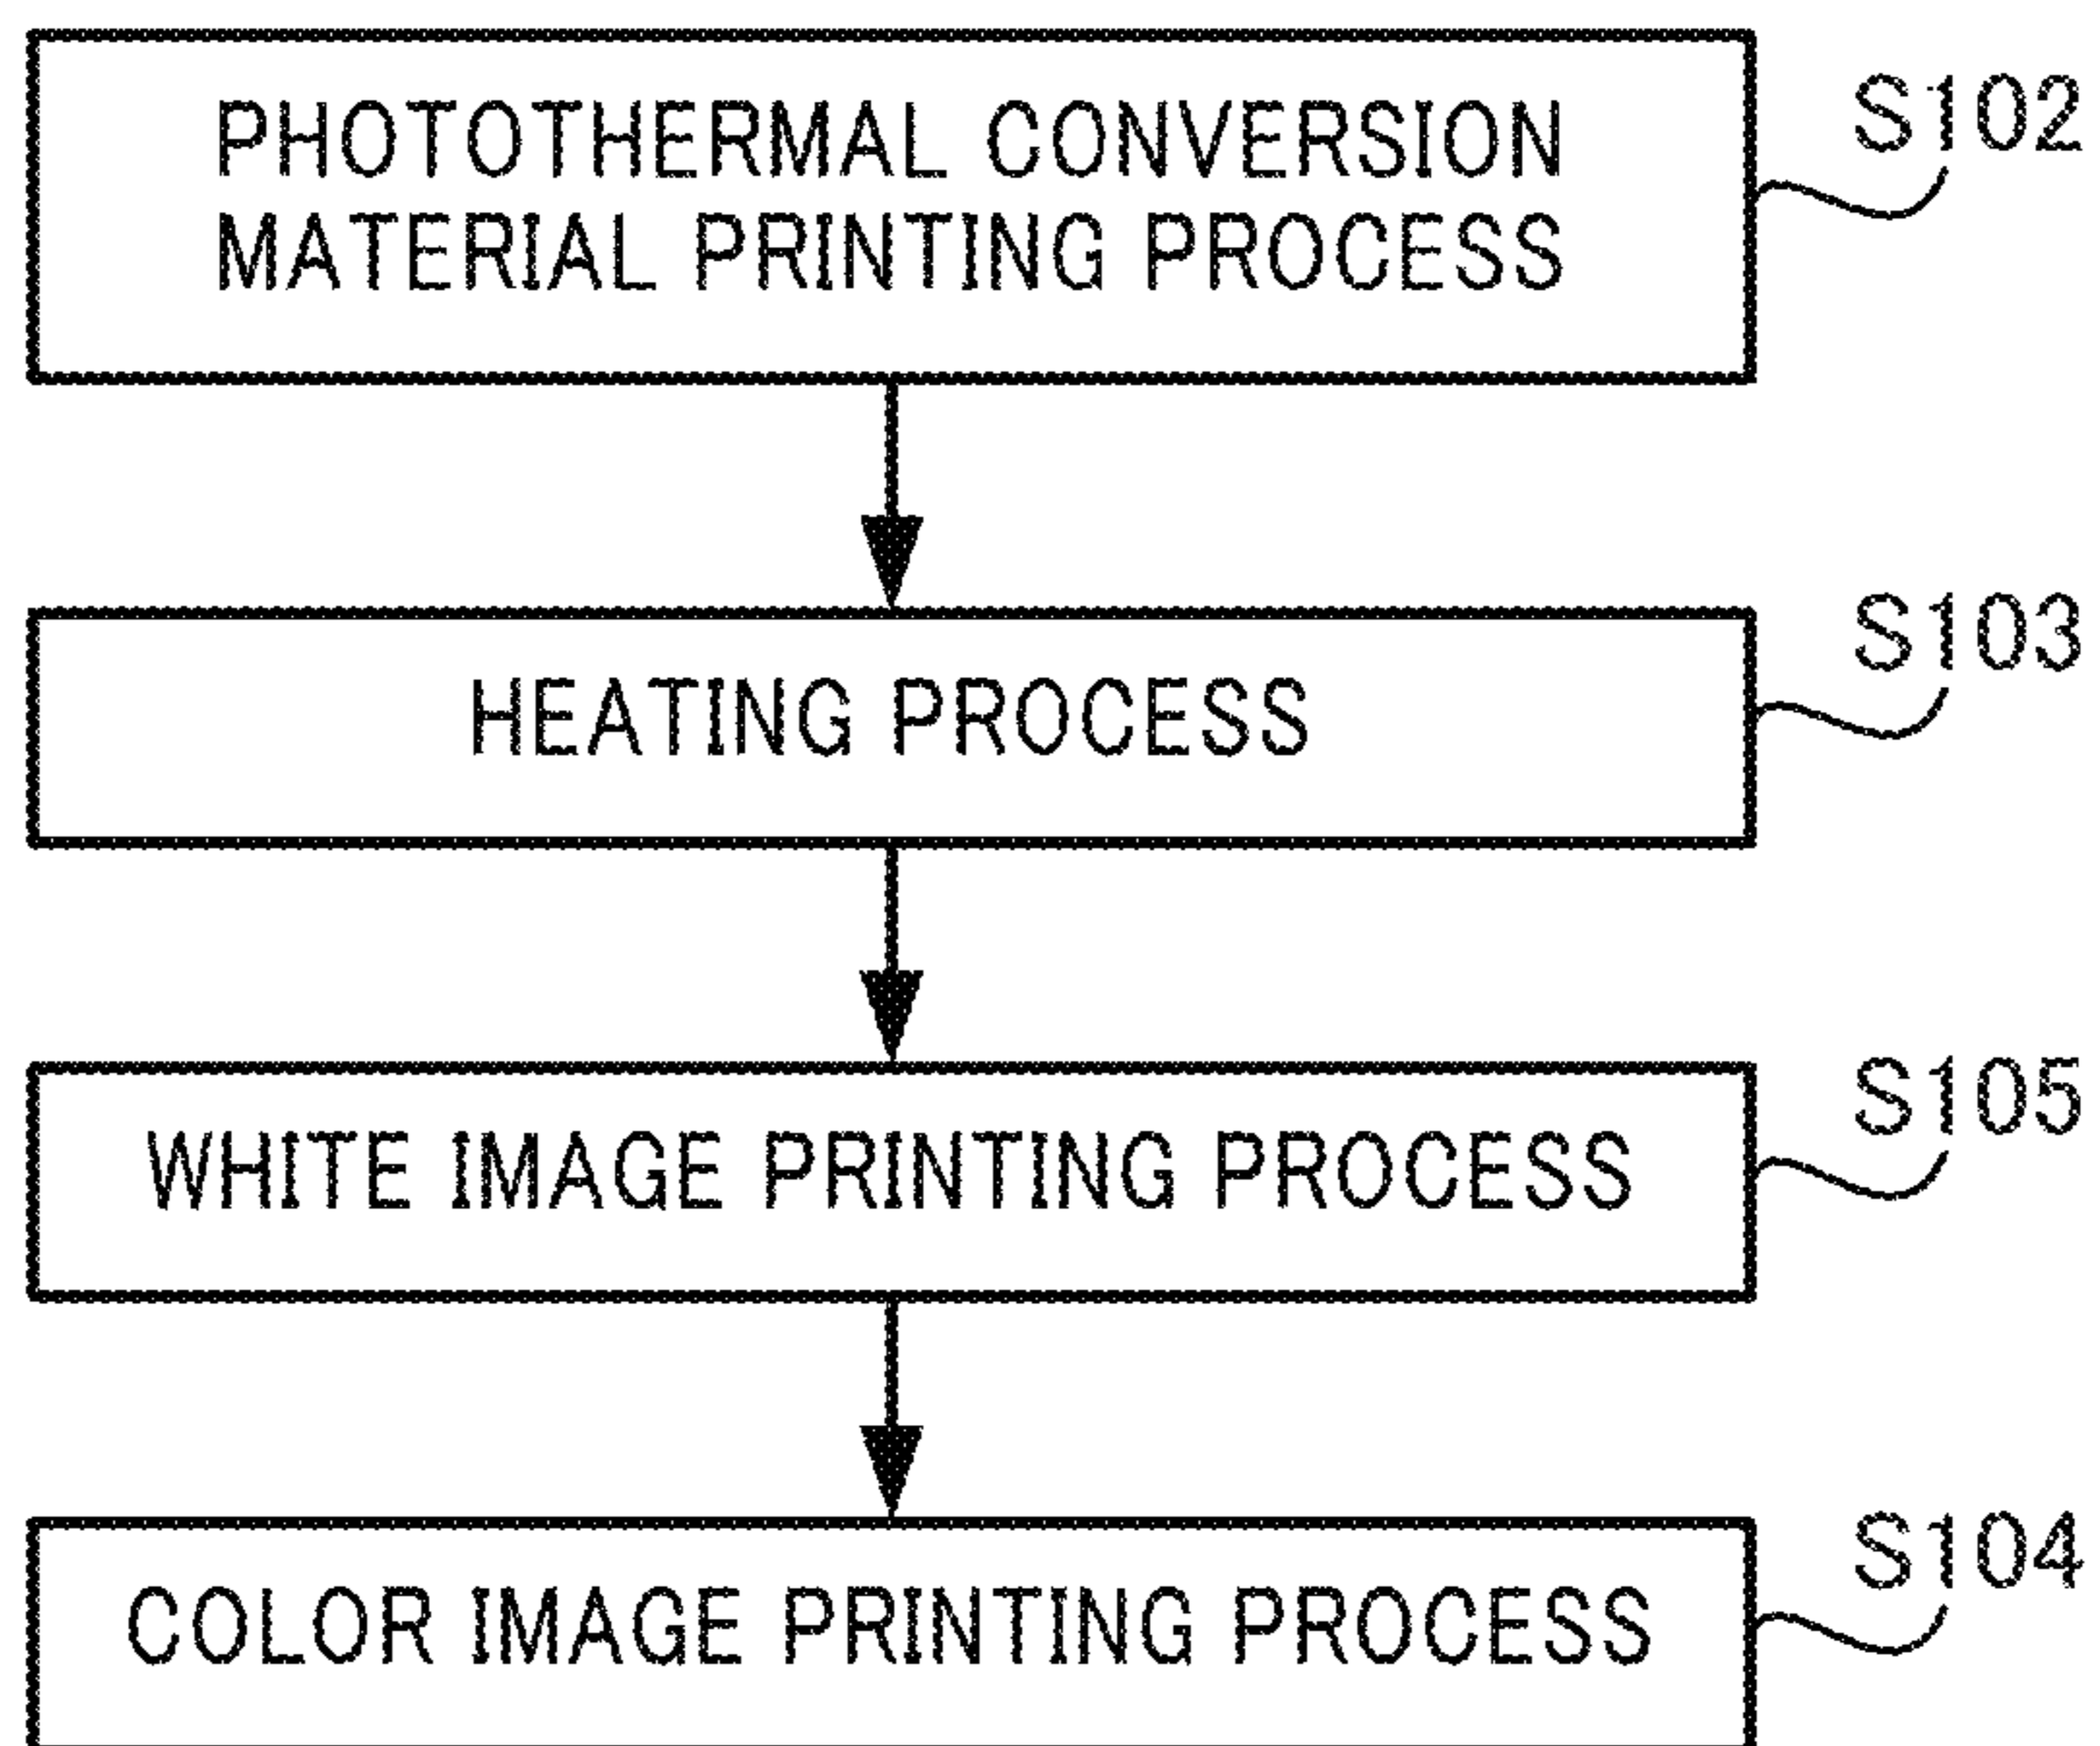 PHOTOTHERMAL CONVERSION
MATERIAL PRINTING PROCESS
S102
HEATING PROCESS
S103
WHITE IMAGE PRINTING PROCESS
S105
COLOR IMAGE PRINTING PROCESS
S104